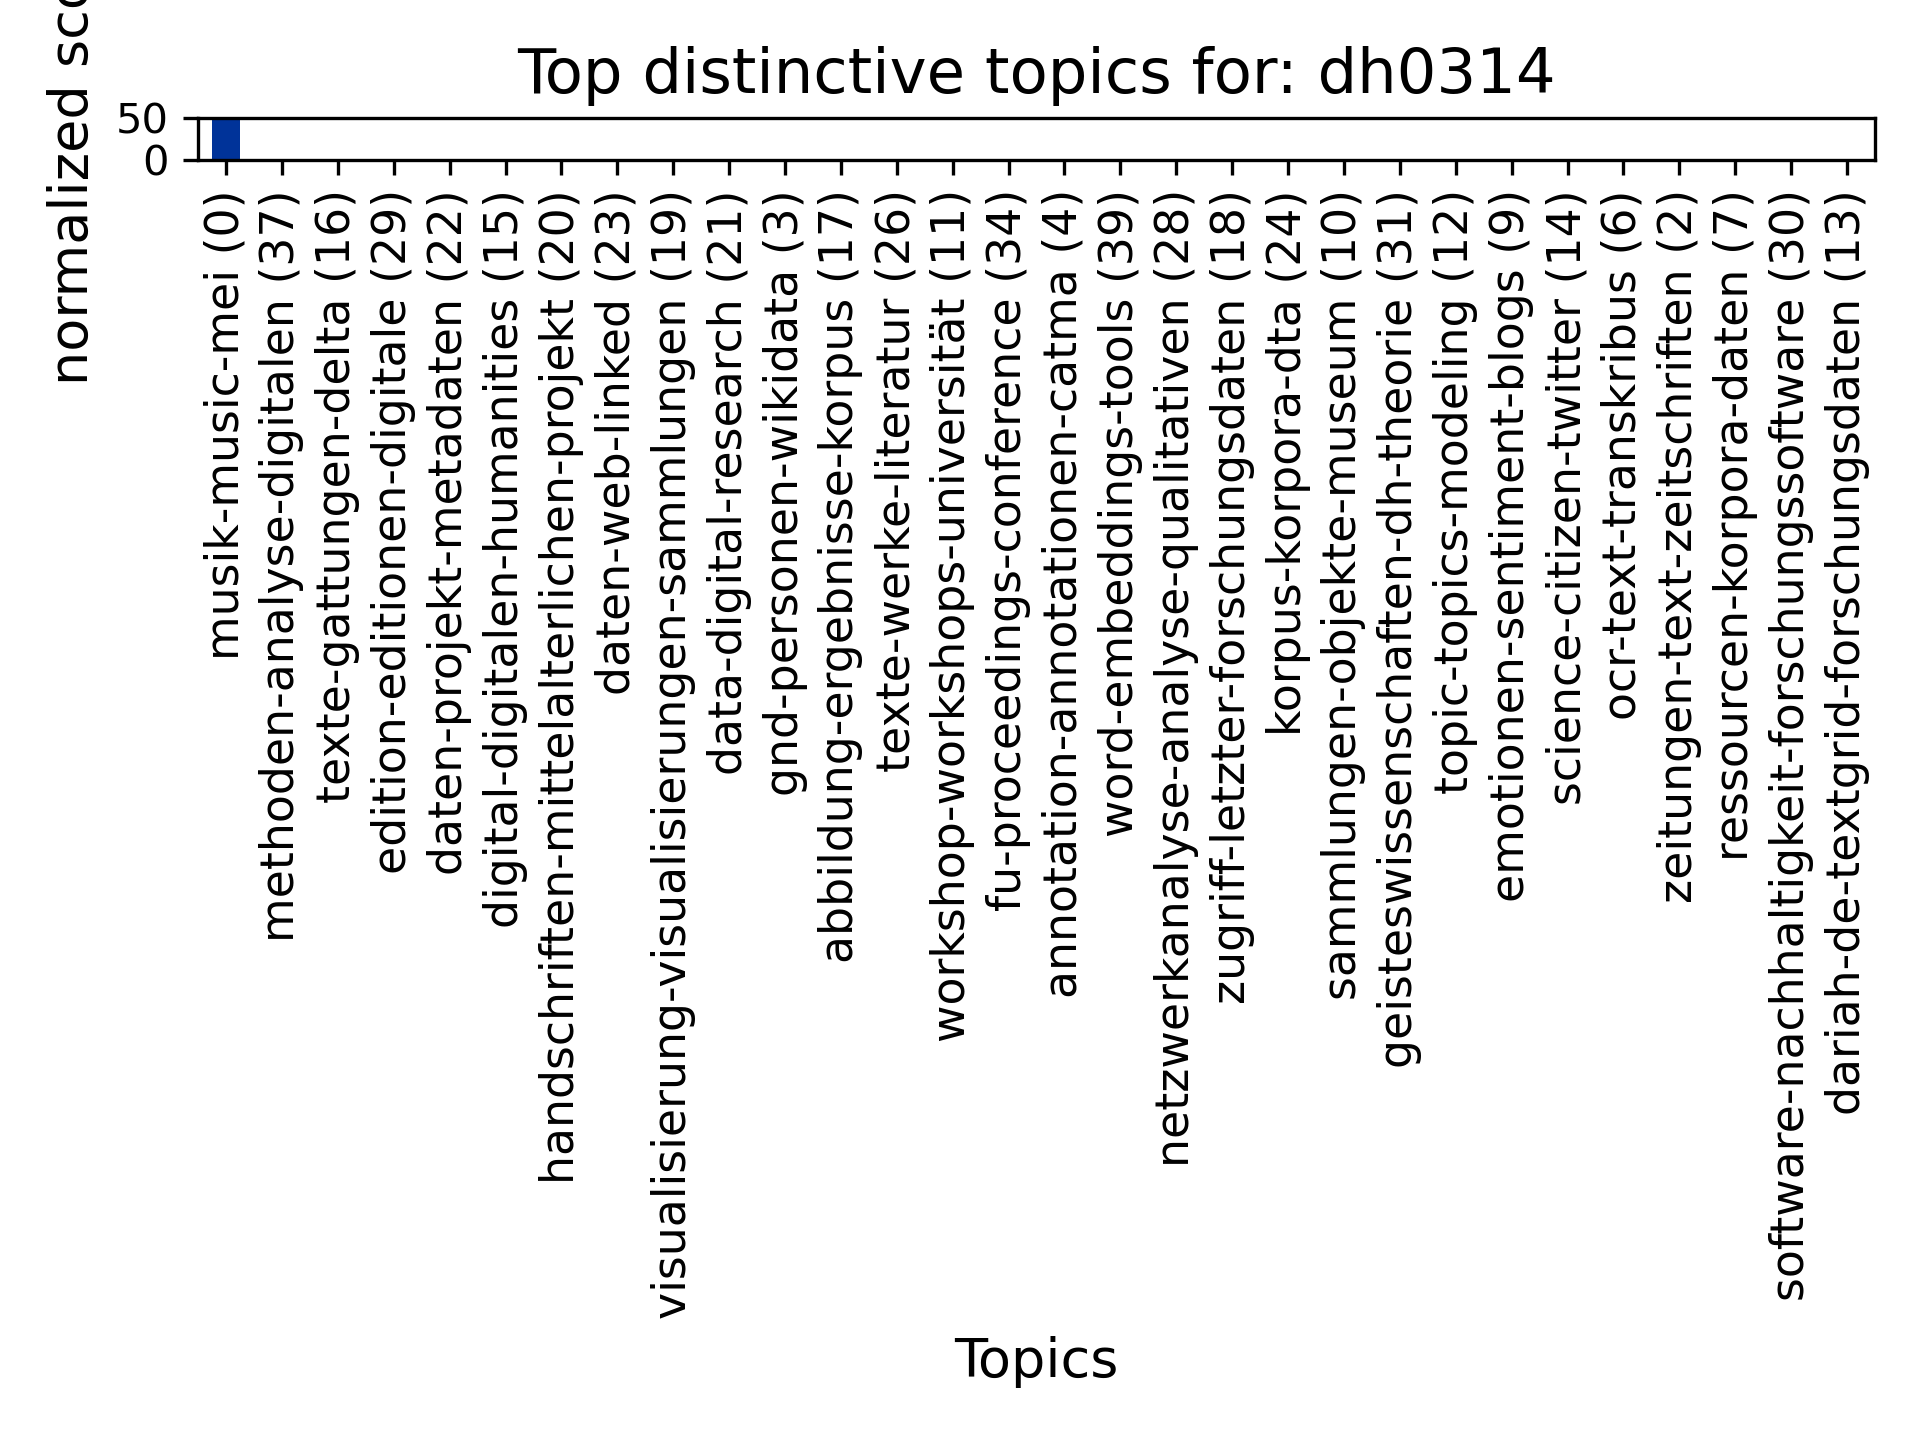 Top distinctive topics for: dh0314
normalized
50
0
musik-music-mei (0)
methoden-analyse-digitalen (37)
texte-gattungen-delta (16)
edition-editionen-digitale (29)
daten-projekt-metadaten (22)
digital-digitalen-humanities (15)
handschriften-mittelalterlichen-projekt (20)
daten-web-linked (23)
visualisierung-visualisierungen-sammlungen (19)
data-digital-research (21)
gnd-personen-wikidata (3)
abbildung-ergebnisse-korpus (17)
texte-werke-literatur (26)
workshop-workshops-universität (11)
fu-proceedings-conference (34)
annotation-annotationen-catma (4)
word-embeddings-tools (39)
netzwerkanalyse-analyse-qualitativen (28)
zugriff-letzter-forschungsdaten (18)
korpus-korpora-dta (24)
sammlungen-objekte-museum (10)
geisteswissenschaften-dh-theorie (31)
topic-topics-modeling (12)
emotionen-sentiment-blogs (9)
science-citizen-twitter (14)
ocr-text-transkribus (6)
zeitungen-text-zeitschriften (2)
ressourcen-korpora-daten (7)
software-nachhaltigkeit-forschungssoftware (30)
dariah-de-textgrid-forschungsdaten (13)
Topics